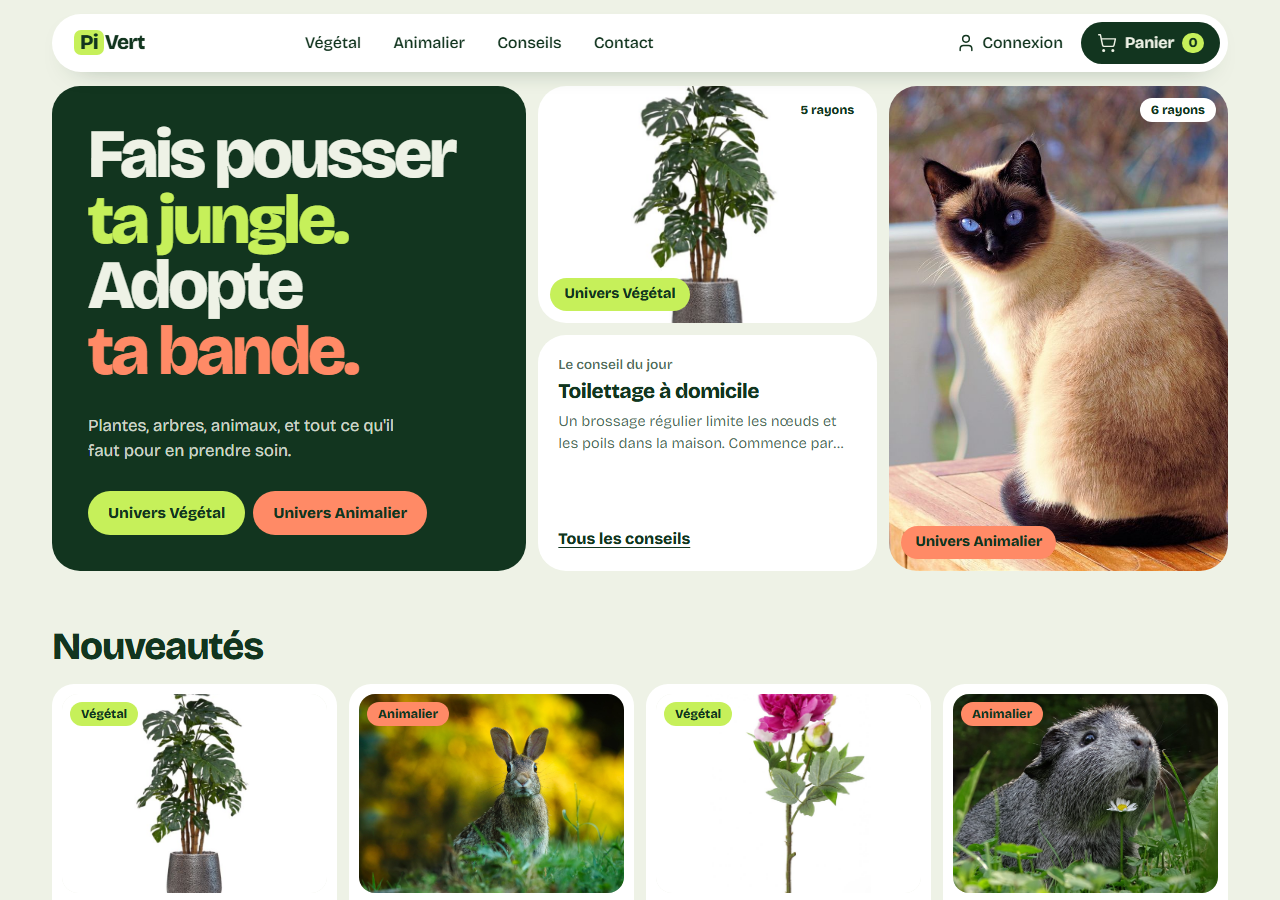 Pi Vert
Végétal
Animalier
Conseils
Contact
Connexion
Panier 0
Fais pousser
ta jungle.
Adopte
ta bande.
Plantes, arbres, animaux, et tout ce qu'il
faut pour en prendre soin.
Univers Végétal
Univers Animalier
5 rayons
Univers Végétal
Le conseil du jour
Toilettage à domicile
Un brossage régulier limite les nœuds et
les poils dans la maison. Commence par…
Tous les conseils
6 rayons
Univers Animalier
Nouveautés
Végétal
Animalier
Végétal
Animalier